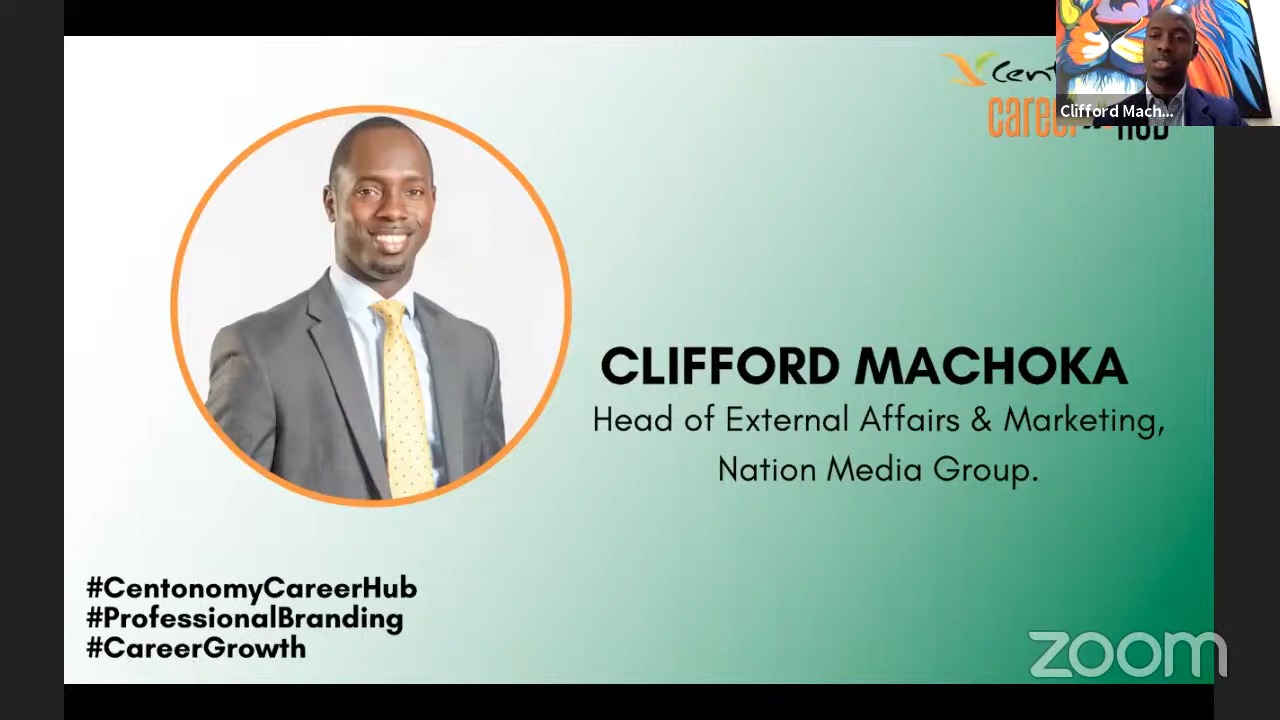 Clifford Mach...
CLIFFORD MACHOKA
Head of External Affairs & Marketing,
Nation Media Group.
#CentonomyCareerHub
#ProfessionalBranding
#CareerGrowth
zoom